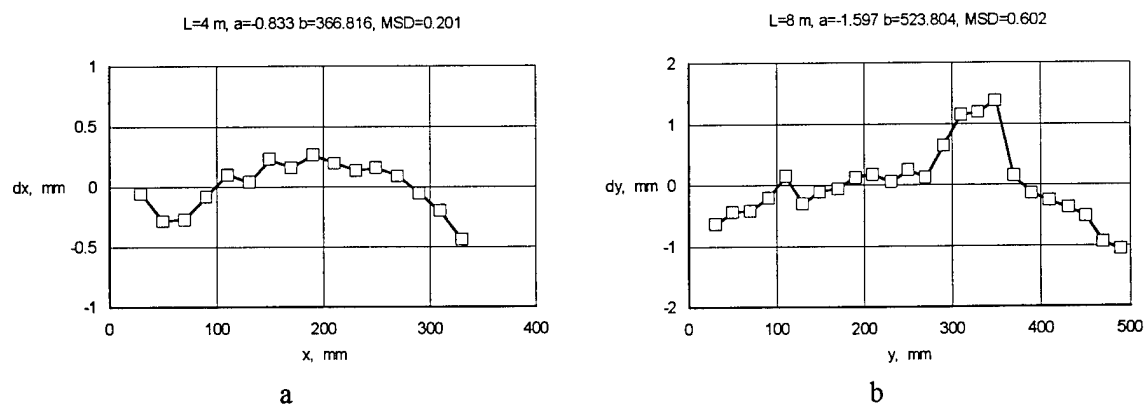 L=4 m, a=-0.833 b=366.816, MSD=0.201
1
0.5
dx, mm
0
-0.5
-1
0 100 200 300 400
x, mm
a
L=8 m, a=-1.597 b=523.804, MSD=0.602
2
1
dy, mm
0
-1
-2
0 100 200 300 400 500
y, mm
b